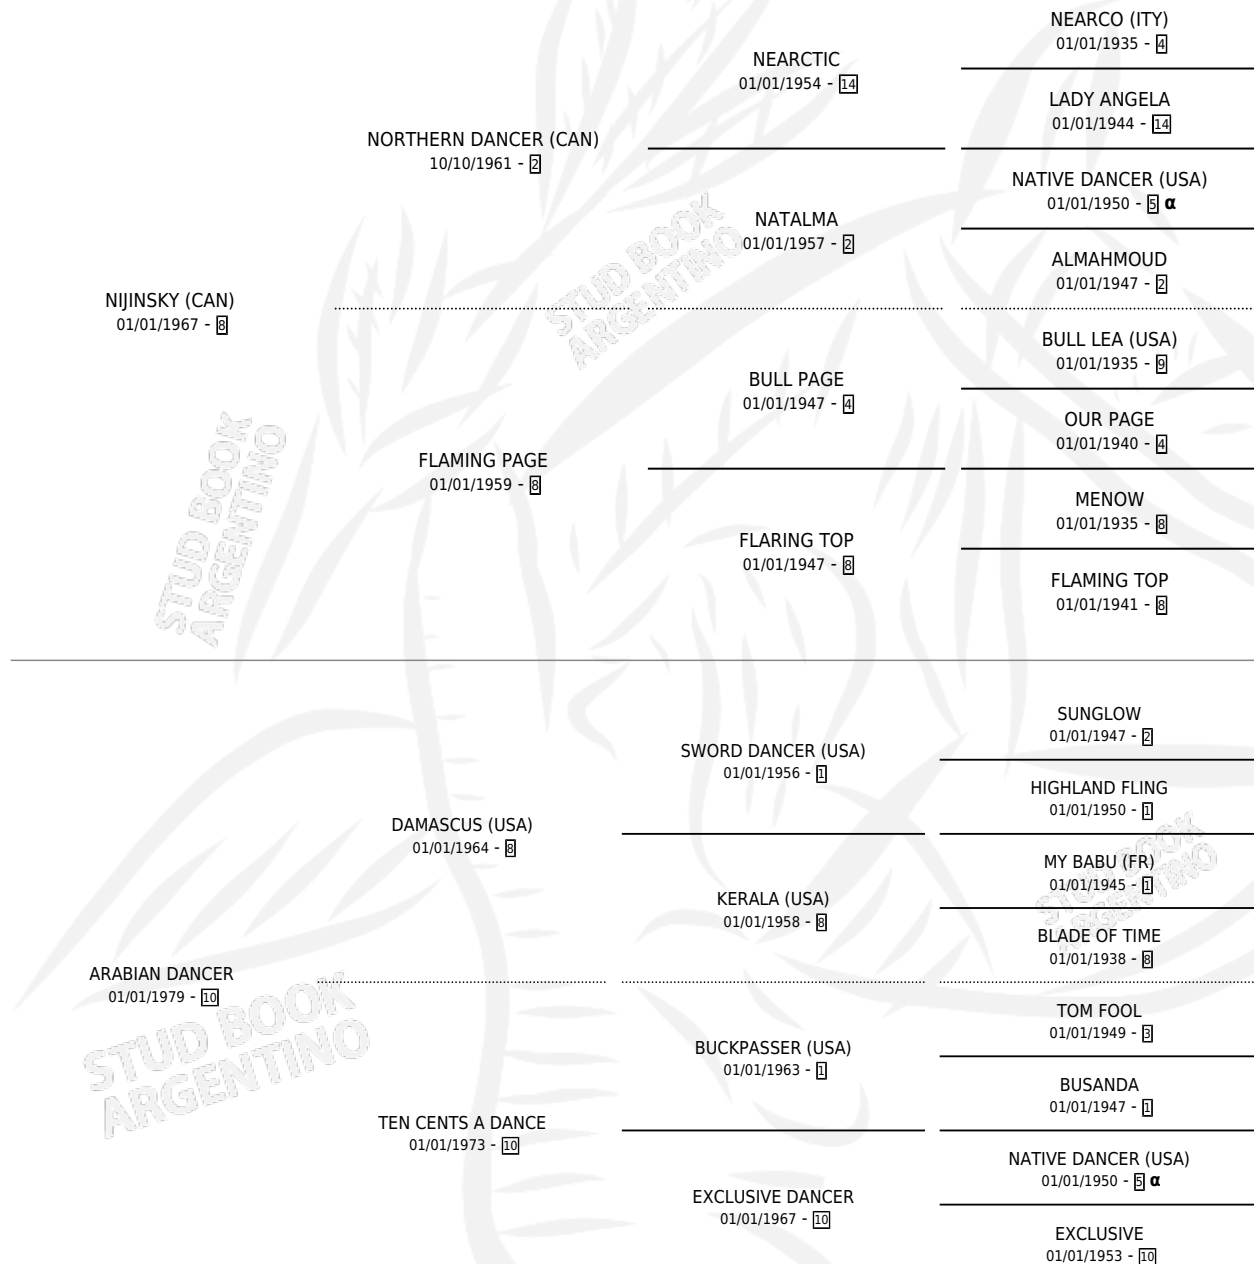 NEARCO (ITY)
01/01/1935 - 4
NEARCTIC
01/01/1954 - 14
LADY ANGELA
01/01/1944 - 14
NORTHERN DANCER (CAN)
10/10/1961 - 2
NATIVE DANCER (USA)
01/01/1950 - 5 α
NATALMA
01/01/1957 - 2
ALMAHMOUD
01/01/1947 - 2
STUD BOOK
ARGENTINO
NIJINSKY (CAN)
01/01/1967 - 8
BULL LEA (USA)
01/01/1935 - 9
BULL PAGE
01/01/1947 - 4
OUR PAGE
01/01/1940 - 4
FLAMING PAGE
01/01/1959 - 8
MENOW
01/01/1935 - 8
FLARING TOP
01/01/1947 - 8
FLAMING TOP
01/01/1941 - 8
STUD BOOK
ARGENTINO
SUNGLOW
01/01/1947 - 2
SWORD DANCER (USA)
01/01/1956 - 1
HIGHLAND FLING
01/01/1950 - 1
DAMASCUS (USA)
01/01/1964 - 8
MY BABU (FR)
01/01/1945 - 1
KERALA (USA)
01/01/1958 - 8
BLADE OF TIME
01/01/1938 - 8
STUD BOOK
ARGENTINO
ARABIAN DANCER
01/01/1979 - 10
TOM FOOL
01/01/1949 - 3
BUCKPASSER (USA)
01/01/1963 - 1
BUSANDA
01/01/1947 - 1
STUD BOOK
ARGENTINO
TEN CENTS A DANCE
01/01/1973 - 10
NATIVE DANCER (USA)
01/01/1950 - 5 α
EXCLUSIVE DANCER
01/01/1967 - 10
EXCLUSIVE
01/01/1953 - 10